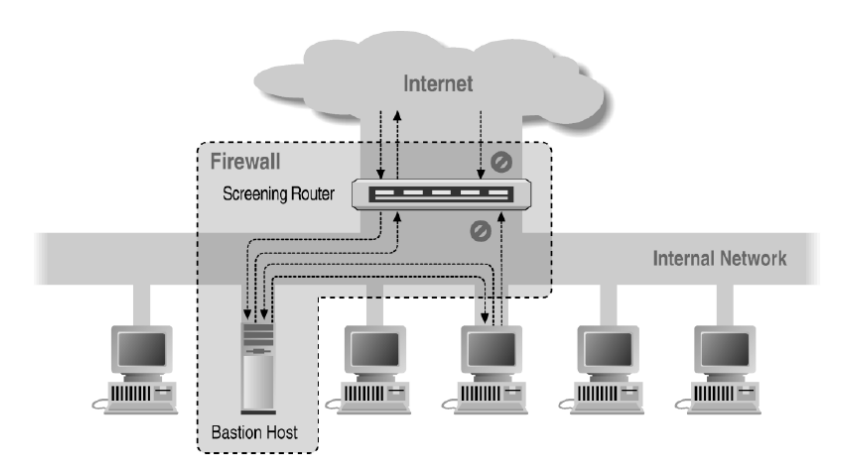 Internet
Firewall
Screening Router
Internal Network
Bastion Host